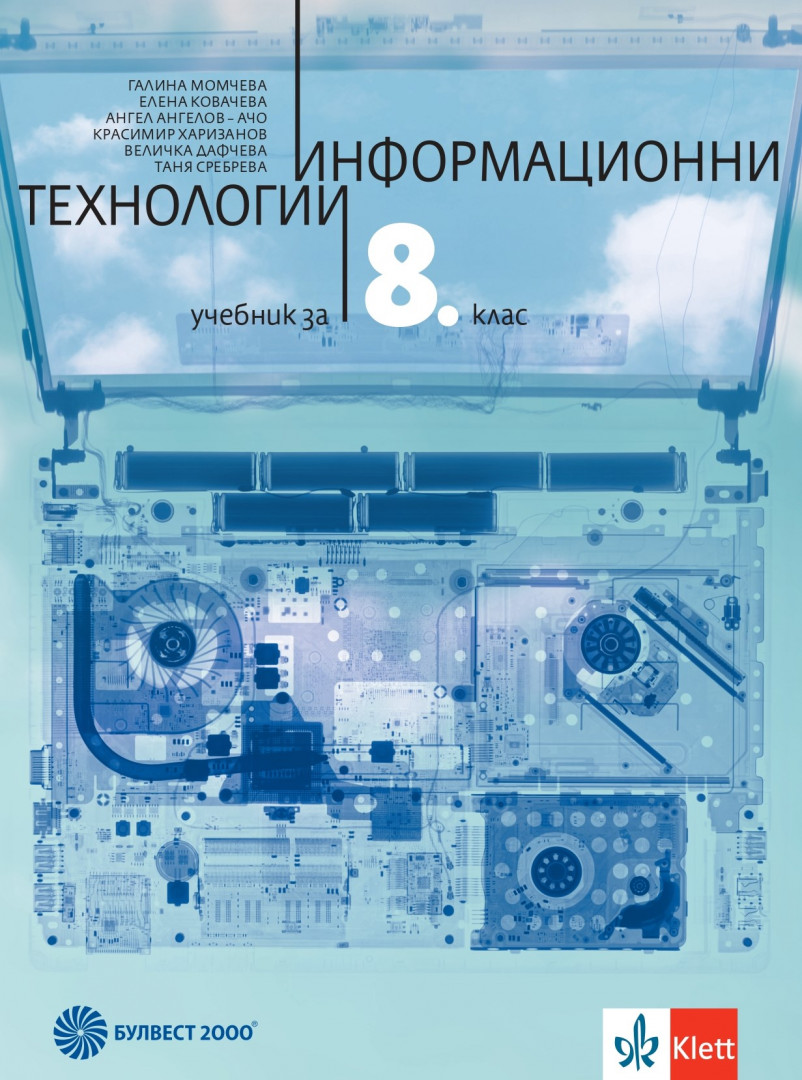 ГАЛИНА МОМЧЕВА
ЕЛЕНА КОВАЧЕВА
АНГЕЛ АНГЕЛОВ – АЧО
КРАСИМИР ХАРИЗАНОВ
ВЕЛИЧКА ДАФЧЕВА
ТАНЯ СРЕБРЕВА
ИНФОРМАЦИОННИ
ТЕХНОЛОГИИ
учебник за 8. клас
БУЛВЕСТ 2000®
Klett